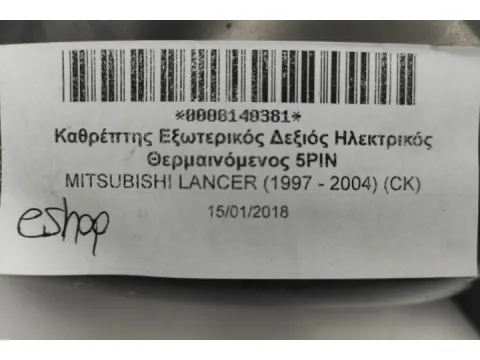 *0000140381*
Καθρέπτης Εξωτερικός Δεξιός Ηλεκτρικός
Θερμαινόμενος 5PIN
MITSUBISHI LANCER (1997 - 2004) (CK)
15/01/2018
eshop